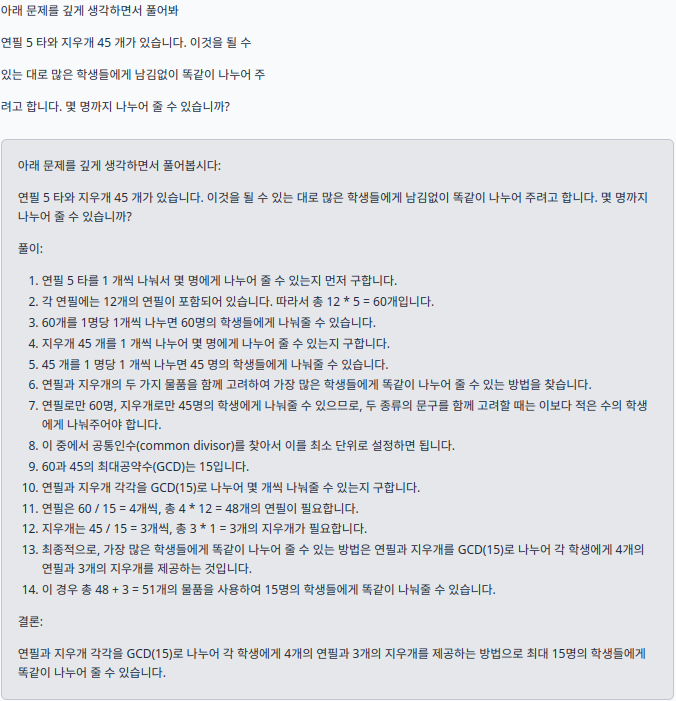 아래 문제를 깊게 생각하면서 풀어봐
연필 5 타와 지우개 45 개가 있습니다. 이것을 될 수
있는 대로 많은 학생들에게 남김없이 똑같이 나누어 주
려고 합니다. 몇 명까지 나누어 줄 수 있습니까?
아래 문제를 깊게 생각하면서 풀어봅시다:
연필 5 타와 지우개 45 개가 있습니다. 이것을 될 수 있는 대로 많은 학생들에게 남김없이 똑같이 나누어 주려고 합니다. 몇 명까지
나누어 줄 수 있습니까?
풀이:
1. 연필 5 타를 1 개씩 나눠서 몇 명에게 나누어 줄 수 있는지 먼저 구합니다.
2. 각 연필에는 12개의 연필이 포함되어 있습니다. 따라서 총 12 * 5 = 60개입니다.
3. 60개를 1명당 1개씩 나누면 60명의 학생들에게 나눠줄 수 있습니다.
4. 지우개 45 개를 1 개씩 나누어 몇 명에게 나누어 줄 수 있는지 구합니다.
5. 45 개를 1 명당 1 개씩 나누면 45 명의 학생들에게 나눠줄 수 있습니다.
6. 연필과 지우개의 두 가지 물품을 함께 고려하여 가장 많은 학생들에게 똑같이 나누어 줄 수 있는 방법을 찾습니다.
7. 연필로만 60명, 지우개로만 45명의 학생에게 나눠줄 수 있으므로, 두 종류의 문구를 함께 고려할 때는 이보다 적은 수의 학생
에게 나눠주어야 합니다.
8. 이 중에서 공통인수(common divisor)를 찾아서 이를 최소 단위로 설정하면 됩니다.
9. 60과 45의 최대공약수(GCD)는 15입니다.
10. 연필과 지우개 각각을 GCD(15)로 나누어 몇 개씩 나눠줄 수 있는지 구합니다.
11. 연필은 60 / 15 = 4개씩, 총 4 * 12 = 48개의 연필이 필요합니다.
12. 지우개는 45 / 15 = 3개씩, 총 3 * 1 = 3개의 지우개가 필요합니다.
13. 최종적으로, 가장 많은 학생들에게 똑같이 나누어 줄 수 있는 방법은 연필과 지우개를 GCD(15)로 나누어 각 학생에게 4개의
연필과 3개의 지우개를 제공하는 것입니다.
14. 이 경우 총 48 + 3 = 51개의 물품을 사용하여 15명의 학생들에게 똑같이 나눠줄 수 있습니다.
결론:
연필과 지우개 각각을 GCD(15)로 나누어 각 학생에게 4개의 연필과 3개의 지우개를 제공하는 방법으로 최대 15명의 학생들에게
똑같이 나누어 줄 수 있습니다.